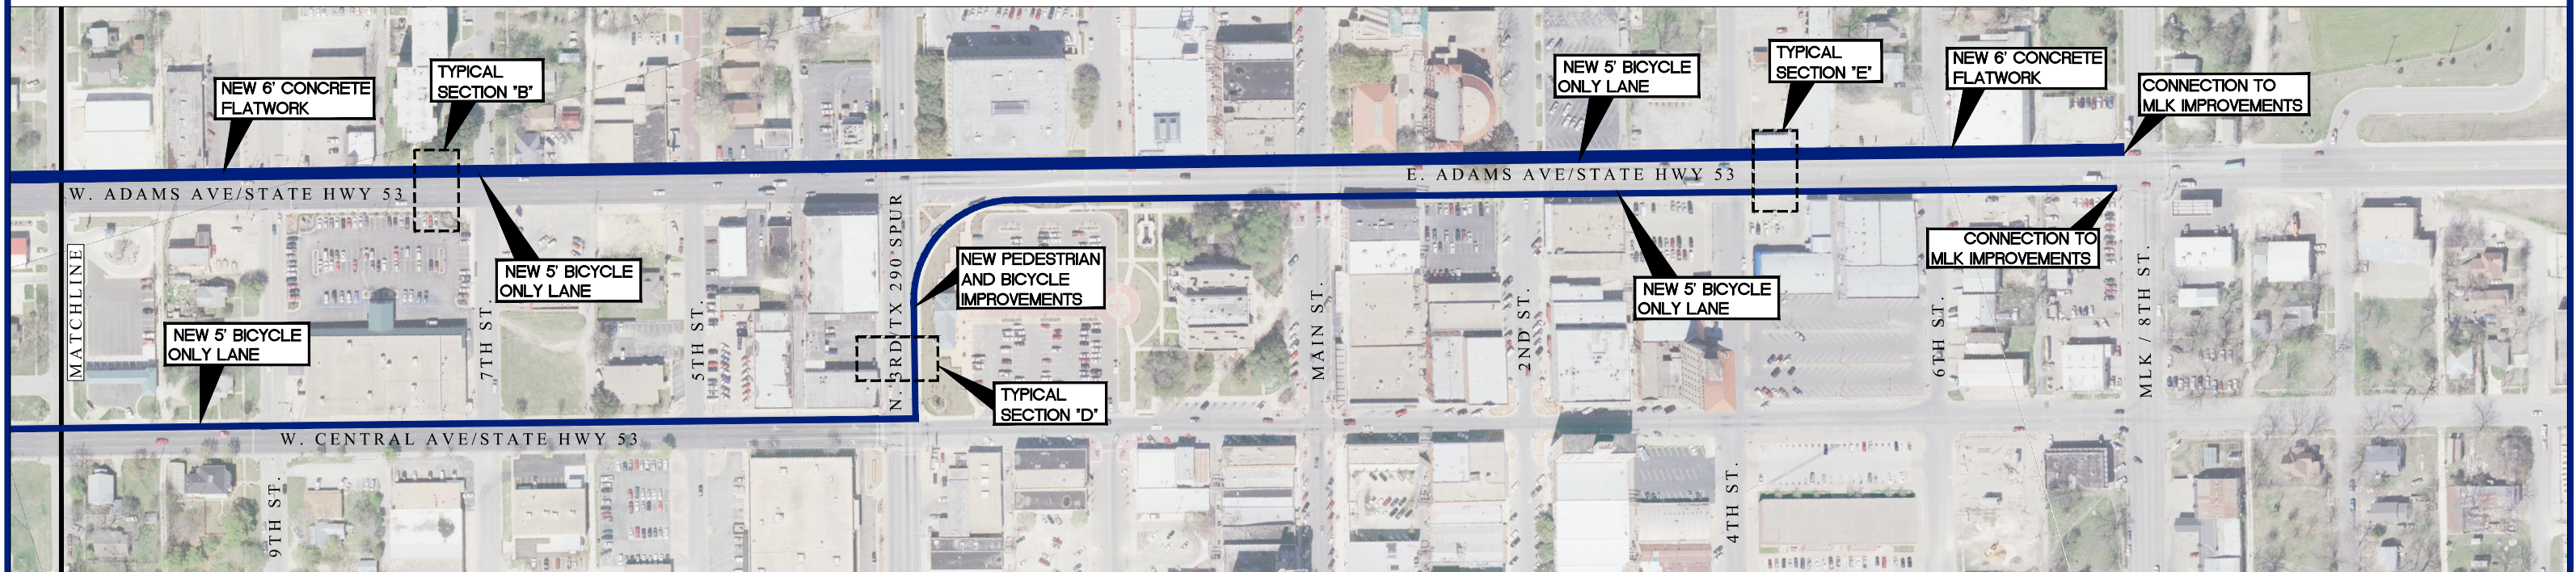 NEW 6' CONCRETE
FLATWORK
TYPICAL
SECTION "B"
NEW 5' BICYCLE
ONLY LANE
TYPICAL
SECTION "E"
NEW 6' CONCRETE
FLATWORK
CONNECTION TO
MLK IMPROVEMENTS
W. ADAMS AVE/STATE HWY 53
E. ADAMS AVE/STATE HWY 53
MATCHLINE
NEW 5' BICYCLE
ONLY LANE
7TH ST.
NEW 5' BICYCLE
ONLY LANE
5TH ST.
N. 3RD/TX 290 SPUR
NEW PEDESTRIAN
AND BICYCLE
IMPROVEMENTS
TYPICAL
SECTION "D"
MAIN ST.
2ND ST.
NEW 5' BICYCLE
ONLY LANE
CONNECTION TO
MLK IMPROVEMENTS
6TH ST.
MLK / 8TH ST.
W. CENTRAL AVE/STATE HWY 53
9TH ST.
4TH ST.